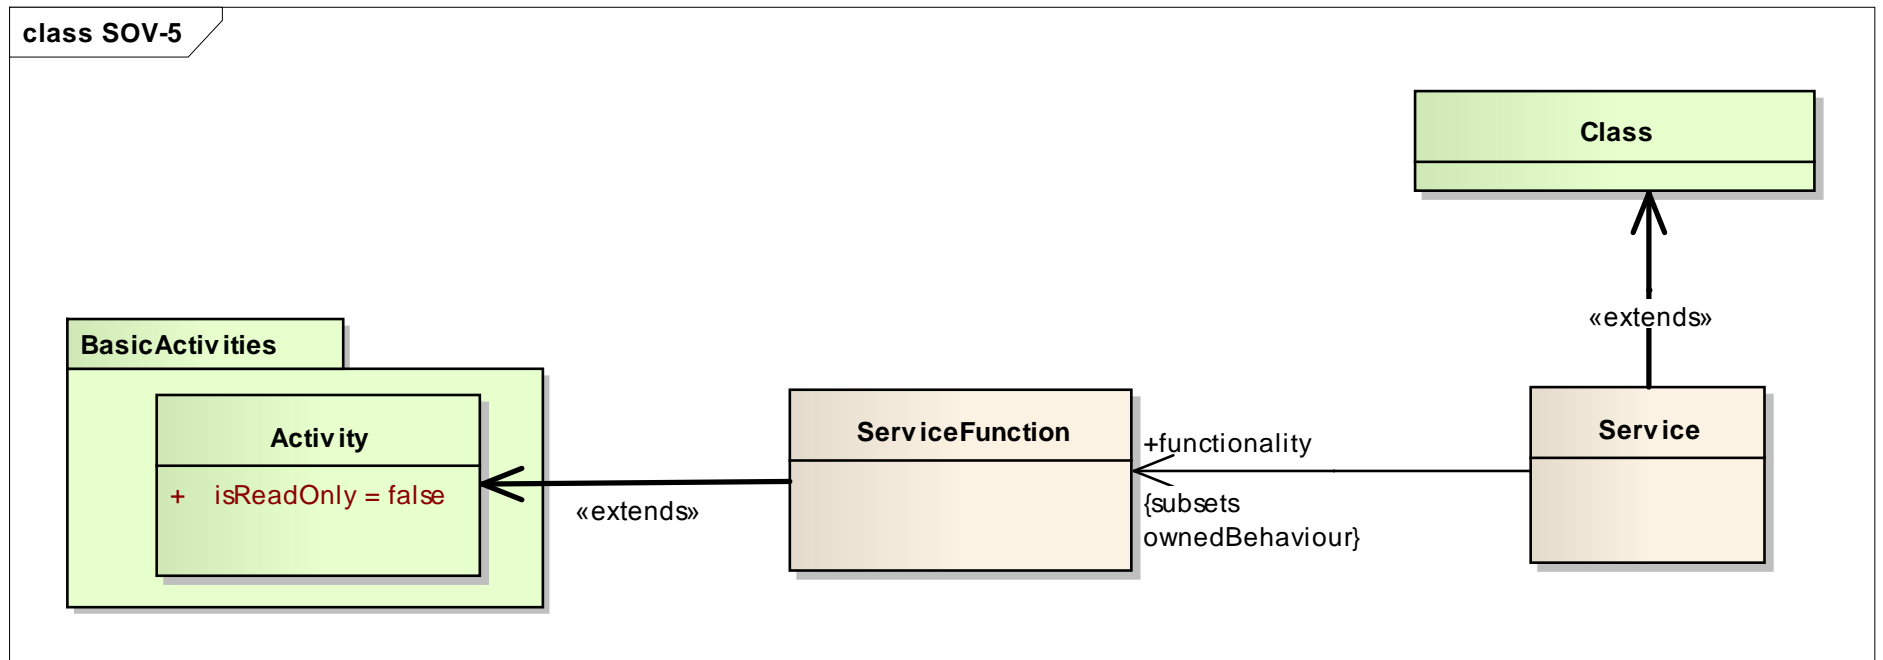 class SOV-5
Class
«extends»
BasicActivities
Activity
+ isReadOnly = false
«extends»
ServiceFunction
+functionality
{subsets
ownedBehaviour}
Service